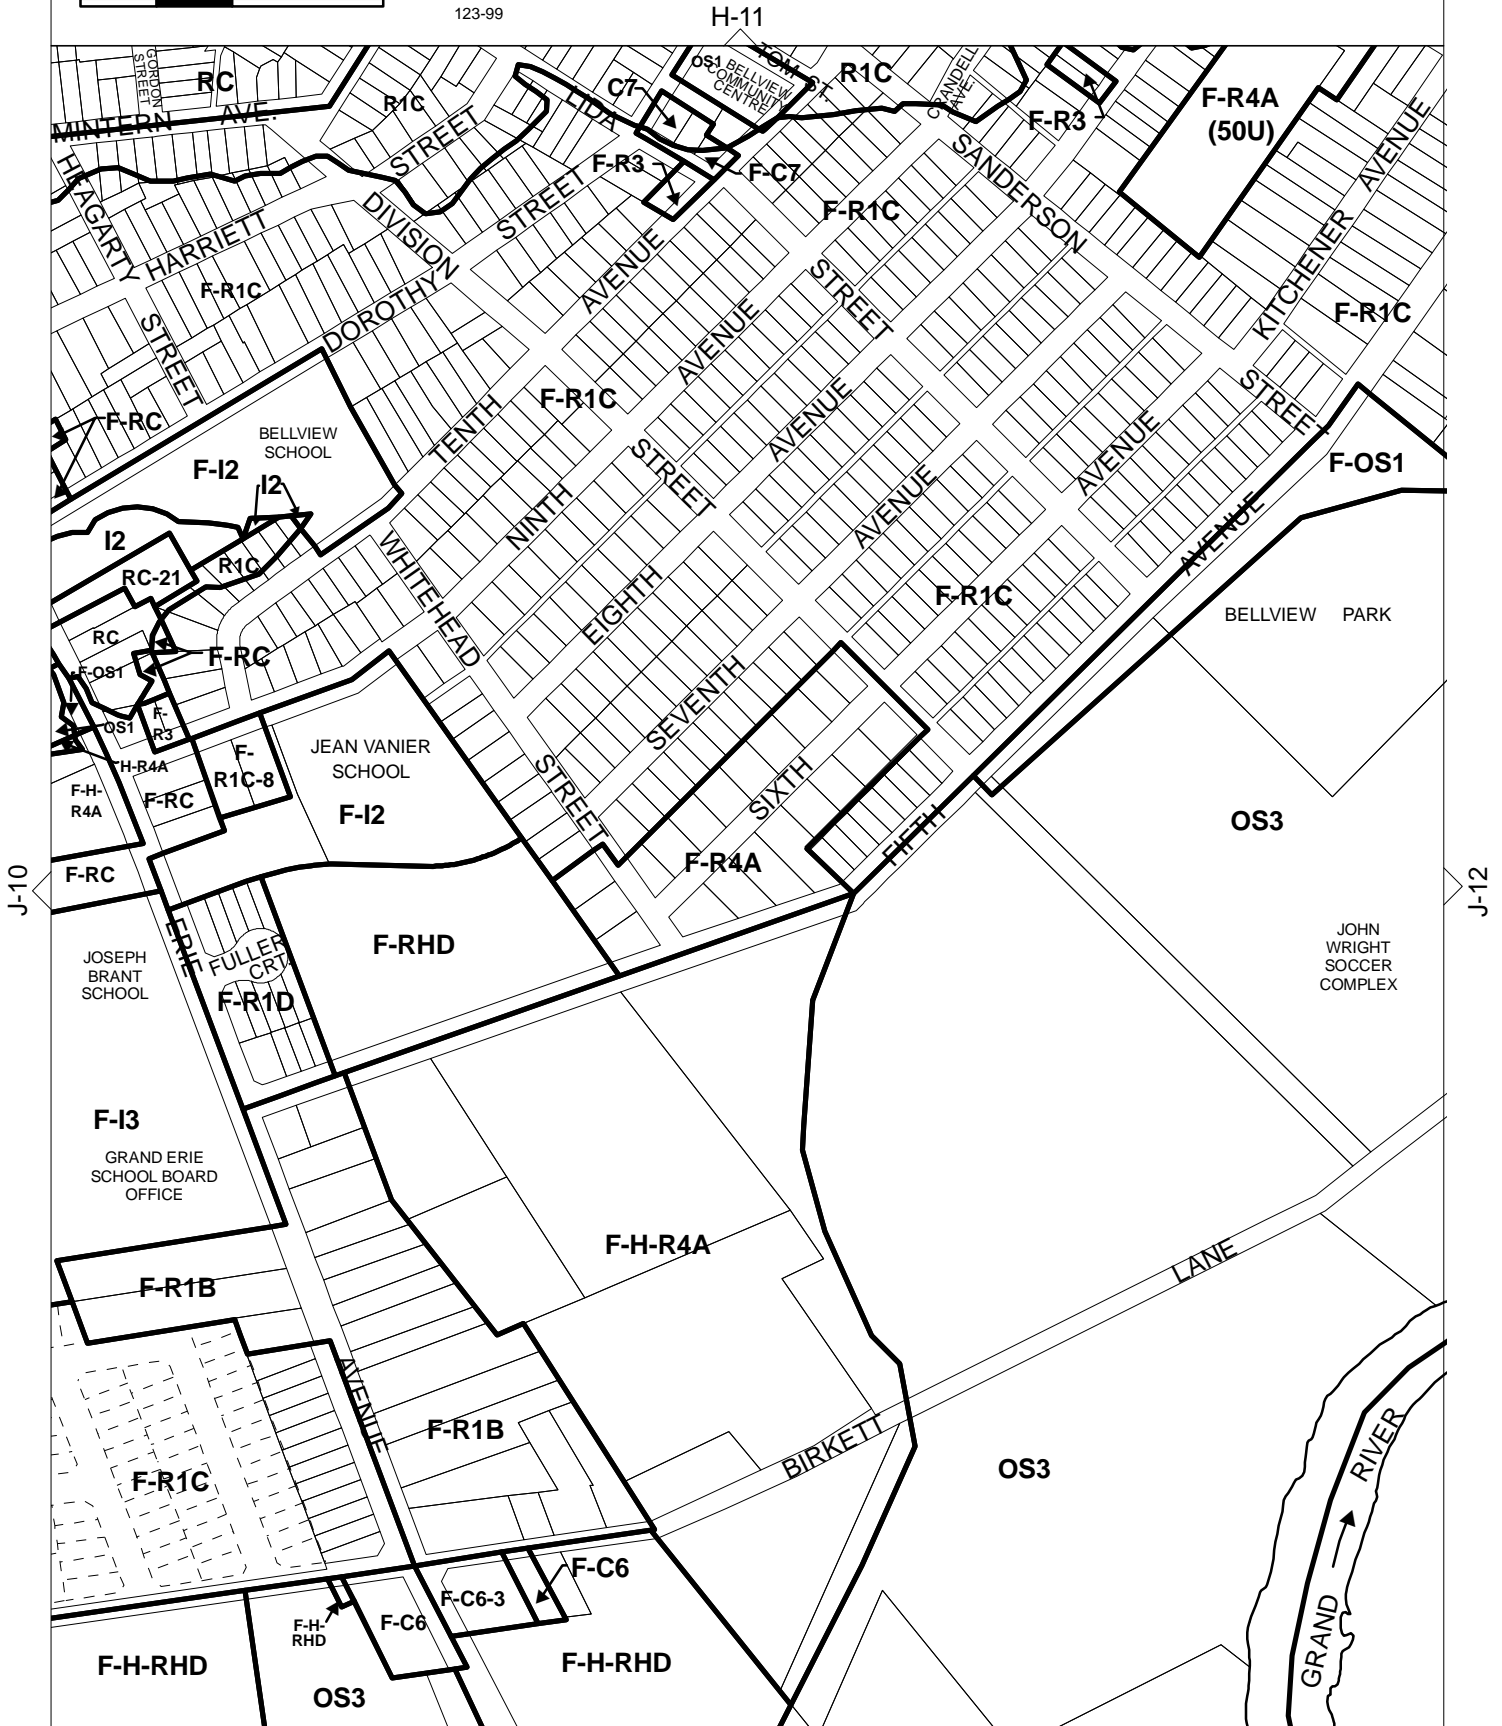 123-99
H-11
GORDON
STREET
RC
MINTERN AVE.
R1C
STREET
LIDA
C7
OS1
BELLVIEW
COMMUNITY
CENTRE
TOM ST.
R1C
CRANDELL
AVE.
F-R3
F-R4A
(50U)
AVENUE
KITCHENER
F-R3
F-C7
F-R1C
SANDERSON
HEAGARTY
HARRIETT
DIVISION
STREET
AVENUE
F-R1C
STREET
DOROTHY
STREET
AVENUE
F-R1C
STREET
F-RC
F-R1C
TENTH
AVENUE
AVENUE
BELLVIEW
SCHOOL
F-I2
I2
NINTH
STREET
AVENUE
AVENUE
F-OS1
I2
RC-21
R1C
WHITEHEAD
EIGHTH
F-R1C
BELLVIEW PARK
RC
F-OS1
F-RC
OS1
F-
R3
H-R4A
F-
R1C-8
JEAN VANIER
SCHOOL
F-I2
SEVENTH
STREET
SIXTH
FIFTH
F-H-
R4A
F-RC
F-RC
F-R4A
OS3
J-10
J-12
ERIE
FULLER
CRT.
F-RHD
F-R1D
JOSEPH
BRANT
SCHOOL
JOHN
WRIGHT
SOCCER
COMPLEX
F-I3
GRAND ERIE
SCHOOL BOARD
OFFICE
F-H-R4A
LANE
F-R1B
AVENUE
F-R1B
BIRKETT
F-R1C
OS3
RIVER
GRAND
F-C6
F-C6-3
F-C6
F-H-
RHD
F-H-RHD
OS3
F-H-RHD